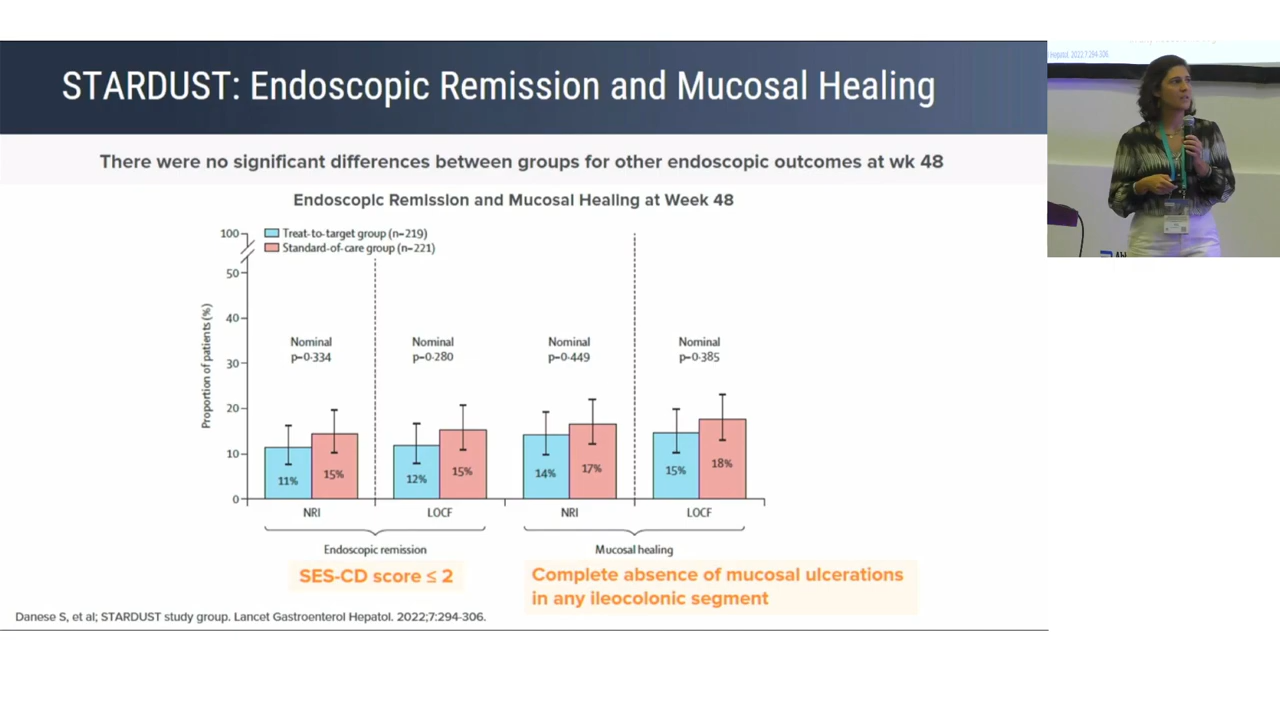 STARDUST: Endoscopic Remission and Mucosal Healing
There were no significant differences between groups for other endoscopic outcomes at wk 48
Endoscopic Remission and Mucosal Healing at Week 48
Treat-to-target group (n=219)
Standard-of-care group (n=221)
Proportion of patients (%)
100
50
40
30
20
10
0
Nominal
p=0·334
Nominal
p=0·280
Nominal
p=0·449
Nominal
p=0·385
11%
15%
12%
15%
14%
17%
15%
18%
NRI
LOCF
NRI
LOCF
Endoscopic remission
Mucosal healing
SES-CD score ≤ 2
Complete absence of mucosal ulcerations
in any ileocolonic segment
Danese S, et al; STARDUST study group. Lancet Gastroenterol Hepatol. 2022;7:294-306.
Hepatol. 2022;7:294-306.